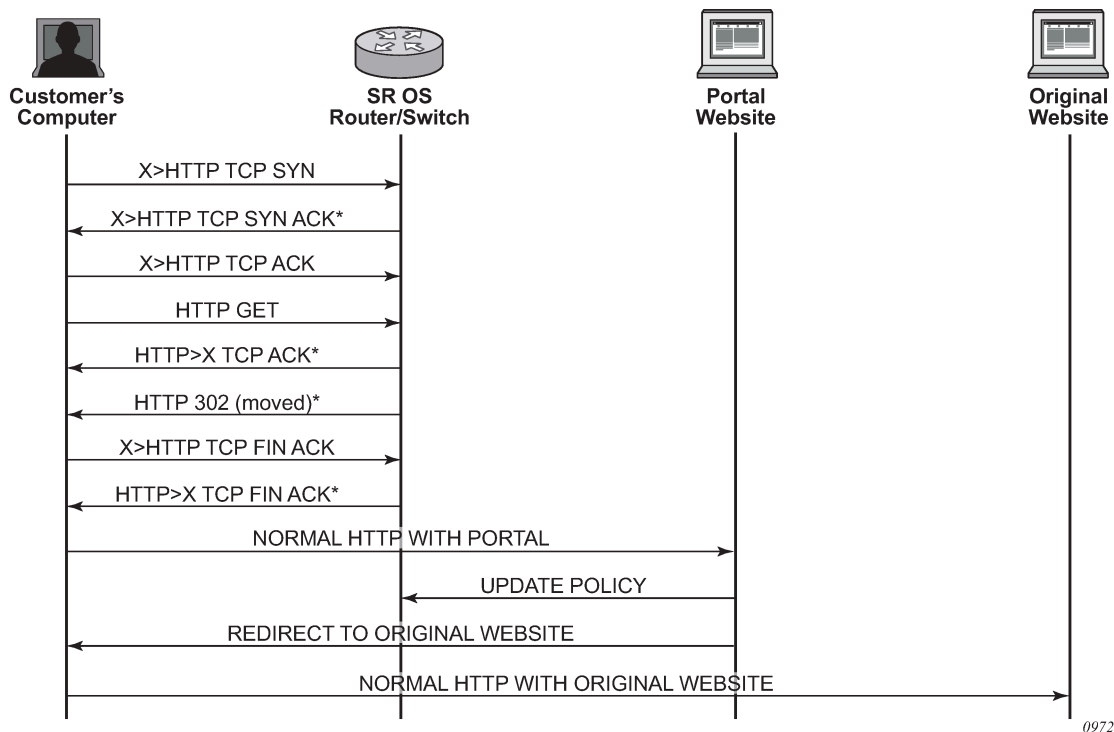 Customer's
Computer
SR OS
Router/Switch
Portal
Website
Original
Website
X>HTTP TCP SYN
X>HTTP TCP SYN ACK*
X>HTTP TCP ACK
HTTP GET
HTTP>X TCP ACK*
HTTP 302 (moved)*
X>HTTP TCP FIN ACK
HTTP>X TCP FIN ACK*
NORMAL HTTP WITH PORTAL
UPDATE POLICY
REDIRECT TO ORIGINAL WEBSITE
NORMAL HTTP WITH ORIGINAL WEBSITE
0972